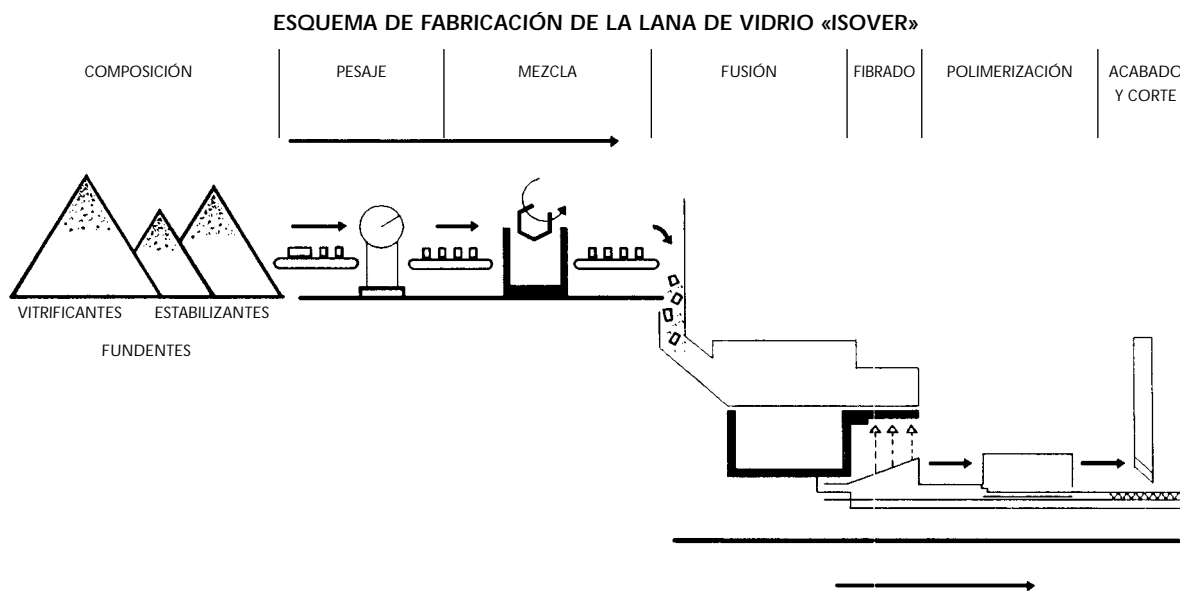 ESQUEMA DE FABRICACIÓN DE LA LANA DE VIDRIO «ISOVER»
COMPOSICIÓN
PESAJE
MEZCLA
FUSIÓN
FIBRADO
POLIMERIZACIÓN
ACABADO
Y CORTE
VITRIFICANTES
ESTABILIZANTES
FUNDENTES